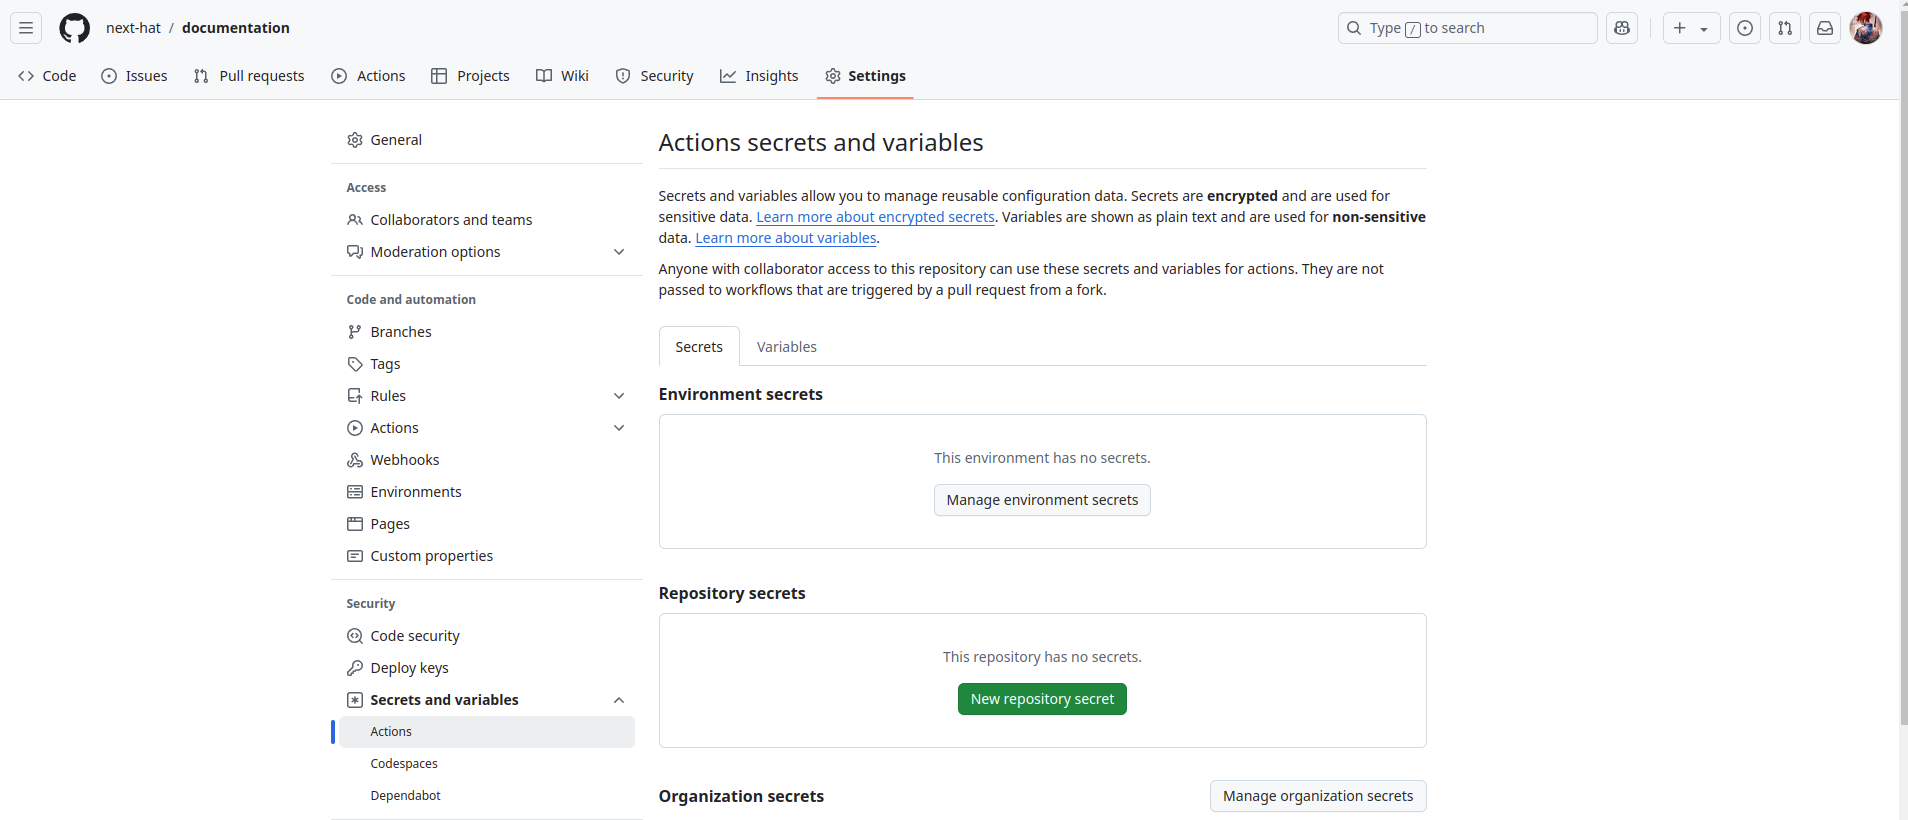 next-hat / documentation
Type / to search
Code Issues Pull requests Actions Projects Wiki Security Insights Settings
General
Access
Collaborators and teams
Moderation options
Code and automation
Branches
Tags
Rules
Actions
Webhooks
Environments
Pages
Custom properties
Security
Code security
Deploy keys
Secrets and variables
Actions
Codespaces
Dependabot
Actions secrets and variables
Secrets and variables allow you to manage reusable configuration data. Secrets are encrypted and are used for
sensitive data. Learn more about encrypted secrets. Variables are shown as plain text and are used for non-sensitive
data. Learn more about variables.
Anyone with collaborator access to this repository can use these secrets and variables for actions. They are not
passed to workflows that are triggered by a pull request from a fork.
Secrets Variables
Environment secrets
This environment has no secrets.
Manage environment secrets
Repository secrets
This repository has no secrets.
New repository secret
Organization secrets
Manage organization secrets